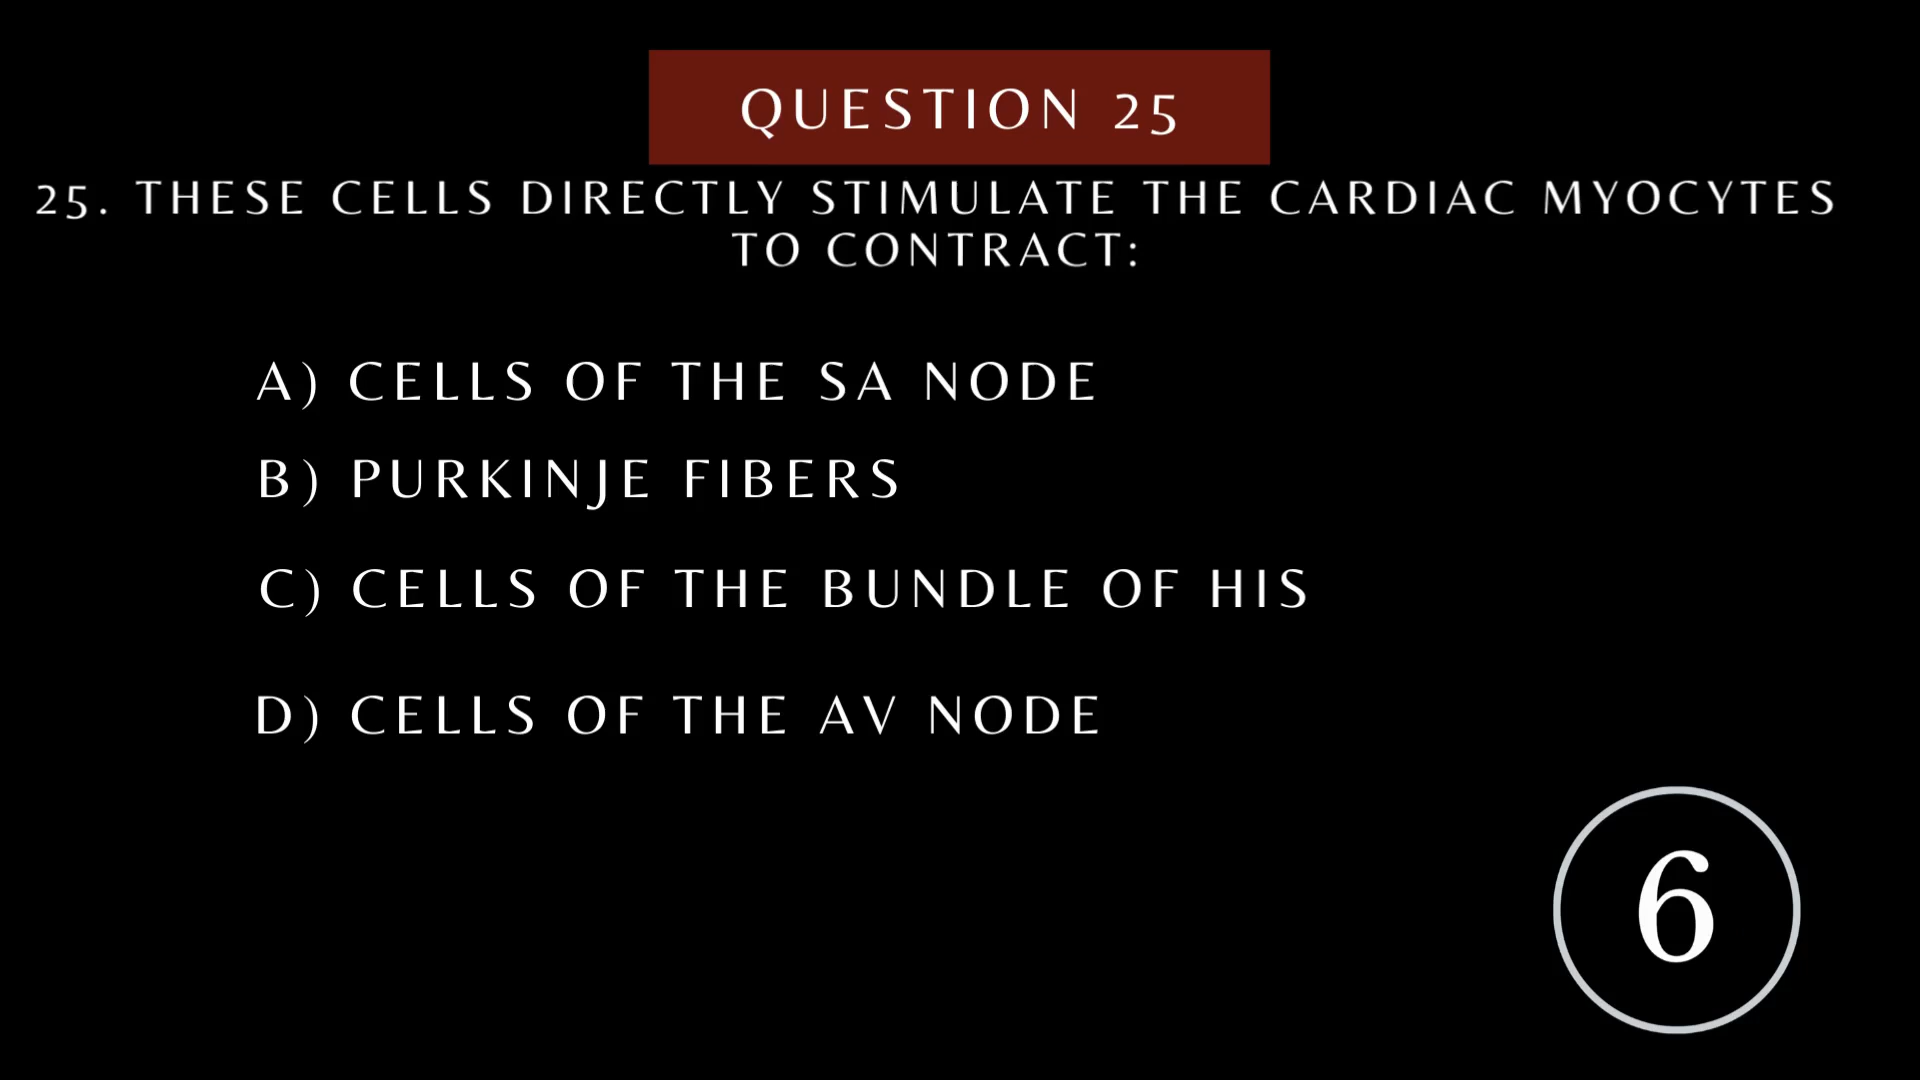 QUESTION 25
25. THESE CELLS DIRECTLY STIMULATE THE CARDIAC MYOCYTES
TO CONTRACT:
A) CELLS OF THE SA NODE
B) PURKINJE FIBERS
C) CELLS OF THE BUNDLE OF HIS
D) CELLS OF THE AV NODE
6